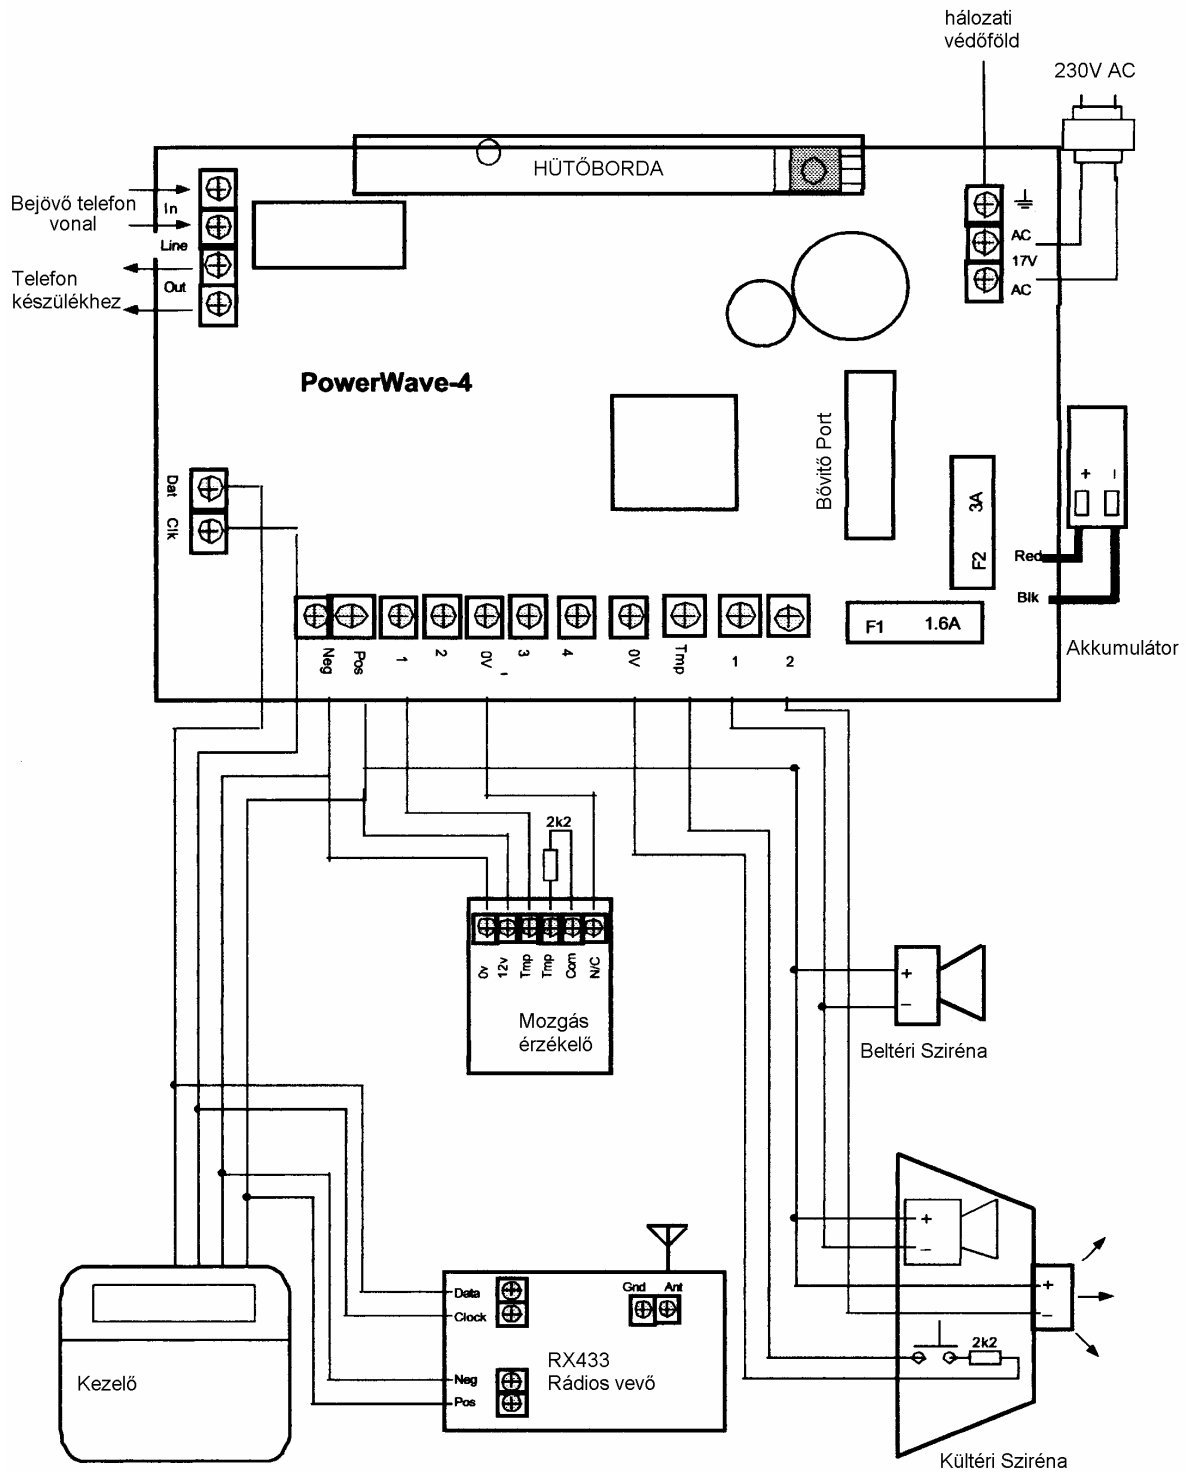 hálozati
védőföld
230V AC
HÜTŐBORDA
Bejövő telefon
vonal
In
Line
Telefon
készülékhez
Out
AC
17V
AC
PowerWave-4
Bővitő Port
Dat
Clk
3A
F2
+ −
Red
Blk
F1 1.6A
Akkumulátor
Neg Pos 1 2 0V 3 4 0V Tmp 1 2
2k2
0v 12v Tmp Tmp Com N/C
Mozgás
érzékelő
+
−
Beltéri Sziréna
+
−
+
−
2k2
Kültéri Sziréna
Data
Clock
Gnd Ant
RX433
Rádios vevő
Neg
Pos
Kezelő